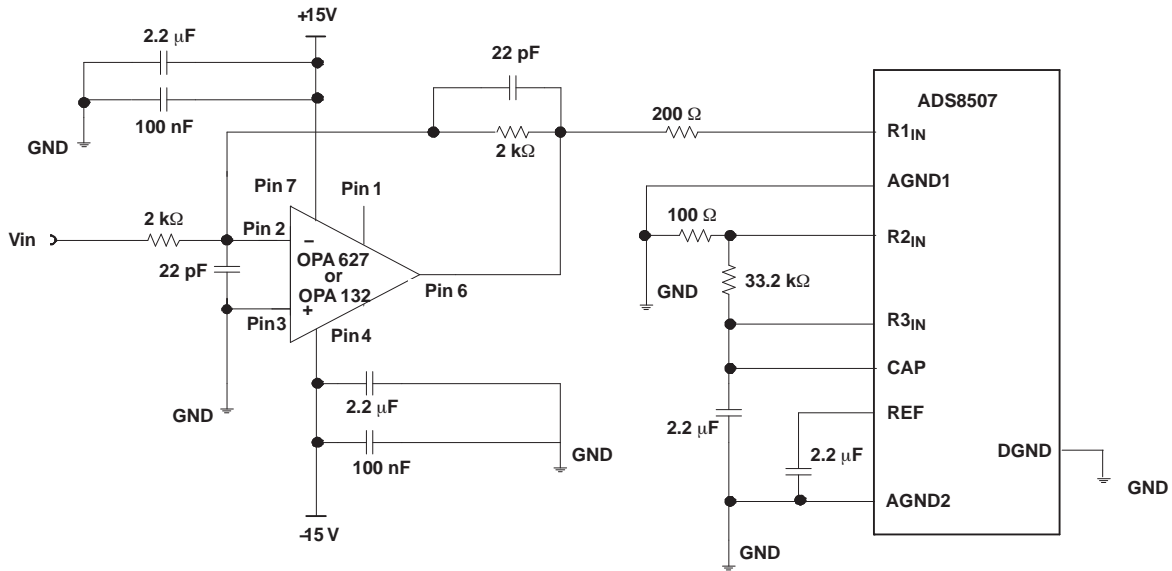 +15V
2.2 μF
22 pF
ADS8507
100 nF
GND
200 Ω
R1IN
2 kΩ
Pin 7
Pin 1
AGND1
2 kΩ
100 Ω
Vin
Pin 2
–
R2IN
OPA 627
or
OPA 132
22 pF
33.2 kΩ
GND
Pin 6
Pin3
+
Pin 4
R3IN
CAP
GND
2.2 μF
REF
2.2 μF
2.2 μF
DGND
100 nF
GND
GND
AGND2
–15 V
GND